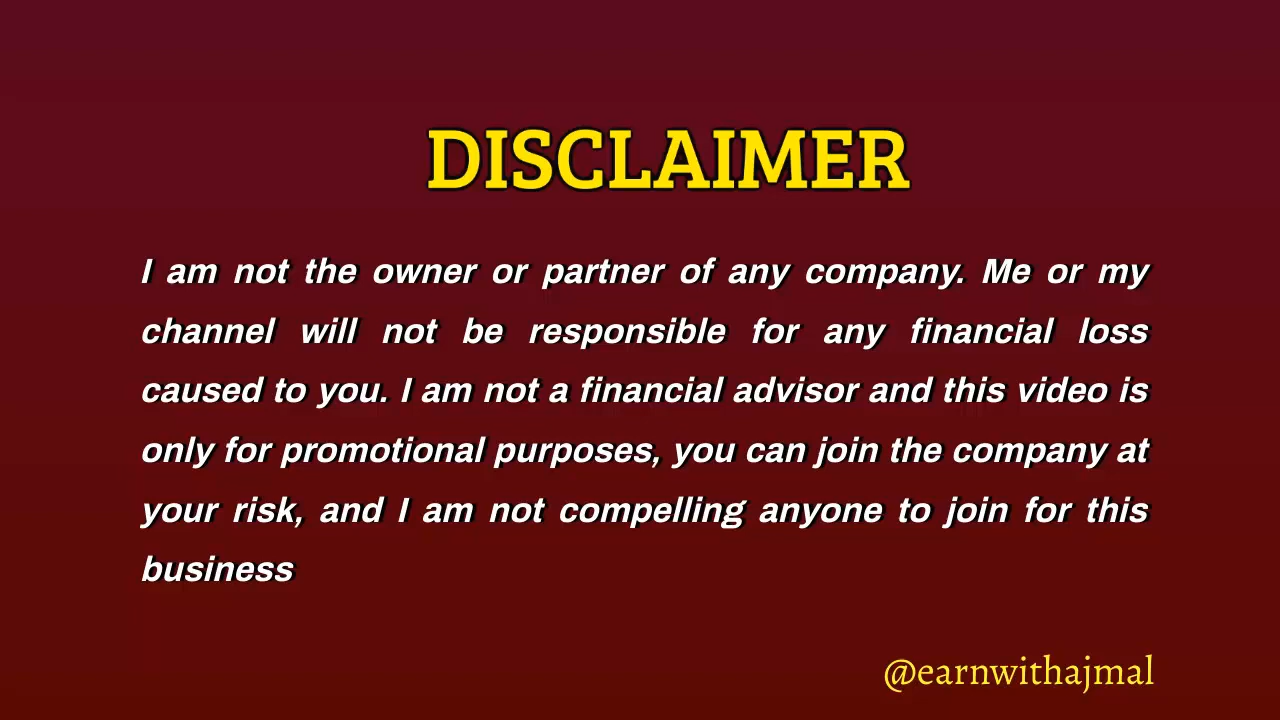 DISCLAIMER
I am not the owner or partner of any company. Me or my
channel will not be responsible for any financial loss
caused to you. I am not a financial advisor and this video is
only for promotional purposes, you can join the company at
your risk, and I am not compelling anyone to join for this
business
@earnwithajmal